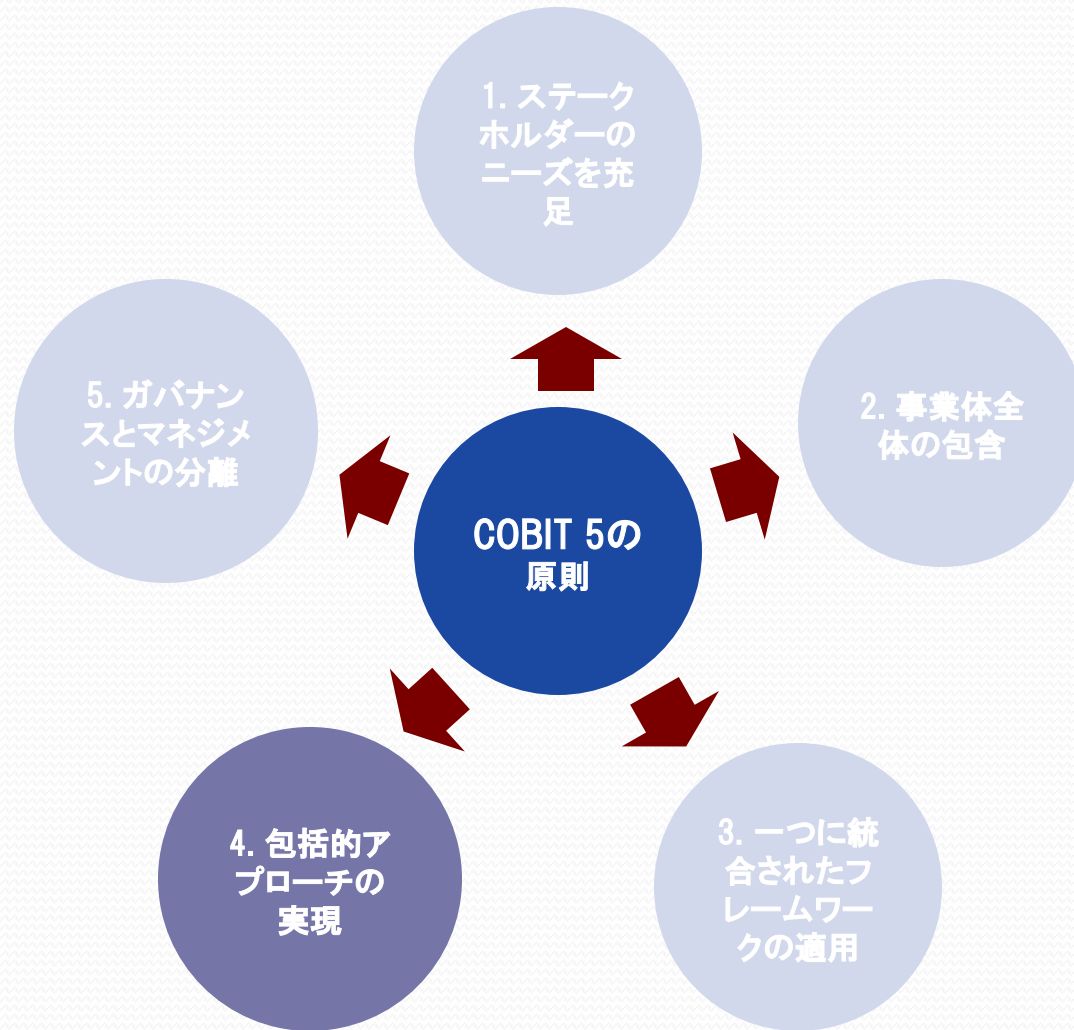 1. ステーク
ホルダーの
ニーズを充
足
5. ガバナン
スとマネジメ
ントの分離
2. 事業体全
体の包含
COBIT 5の
原則
4. 包括的ア
プローチの
実現
3. 一つに統
合されたフ
レームワー
クの適用